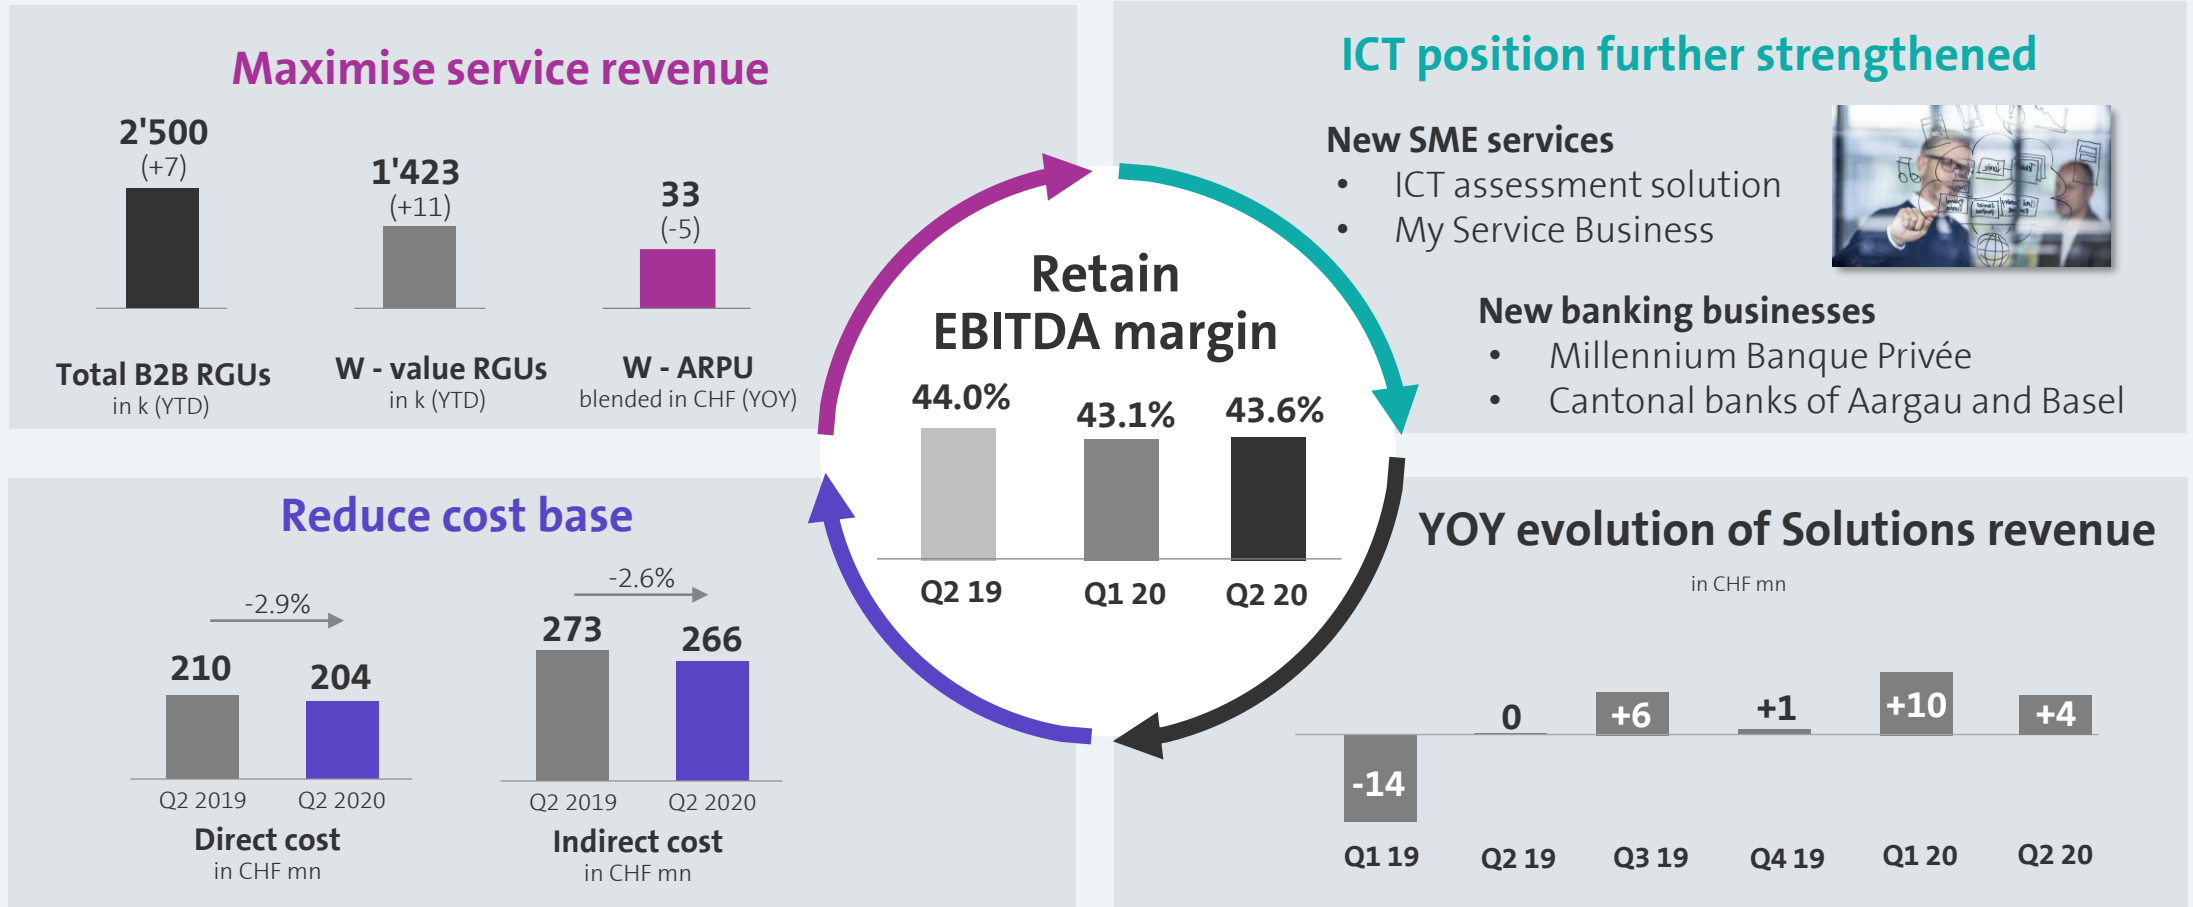 Maximise service revenue
2'500
(+7)
1'423
(+11)
33
(-5)
Total B2B RGUs
in k (YTD)
W - value RGUs
in k (YTD)
W - ARPU
blended in CHF (YOY)
ICT position further strengthened
New SME services
• ICT assessment solution
• My Service Business
New banking businesses
• Millennium Banque Privée
• Cantonal banks of Aargau and Basel
Retain
EBITDA margin
44.0%
43.1%
43.6%
Q2 19
Q1 20
Q2 20
Reduce cost base
-2.9%
210
204
Q2 2019
Q2 2020
Direct cost
in CHF mn
-2.6%
273
266
Q2 2019
Q2 2020
Indirect cost
in CHF mn
YOY evolution of Solutions revenue
in CHF mn
-14
0
+6
+1
+10
+4
Q1 19
Q2 19
Q3 19
Q4 19
Q1 20
Q2 20